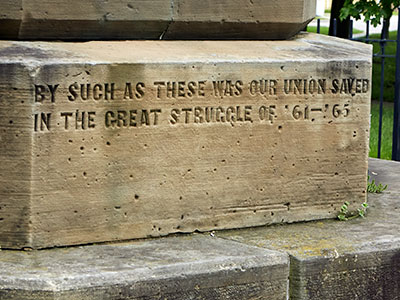 BY SUCH AS THESE WAS OUR UNION SAVED
IN THE GREAT STRUGGLE OF '61-'65